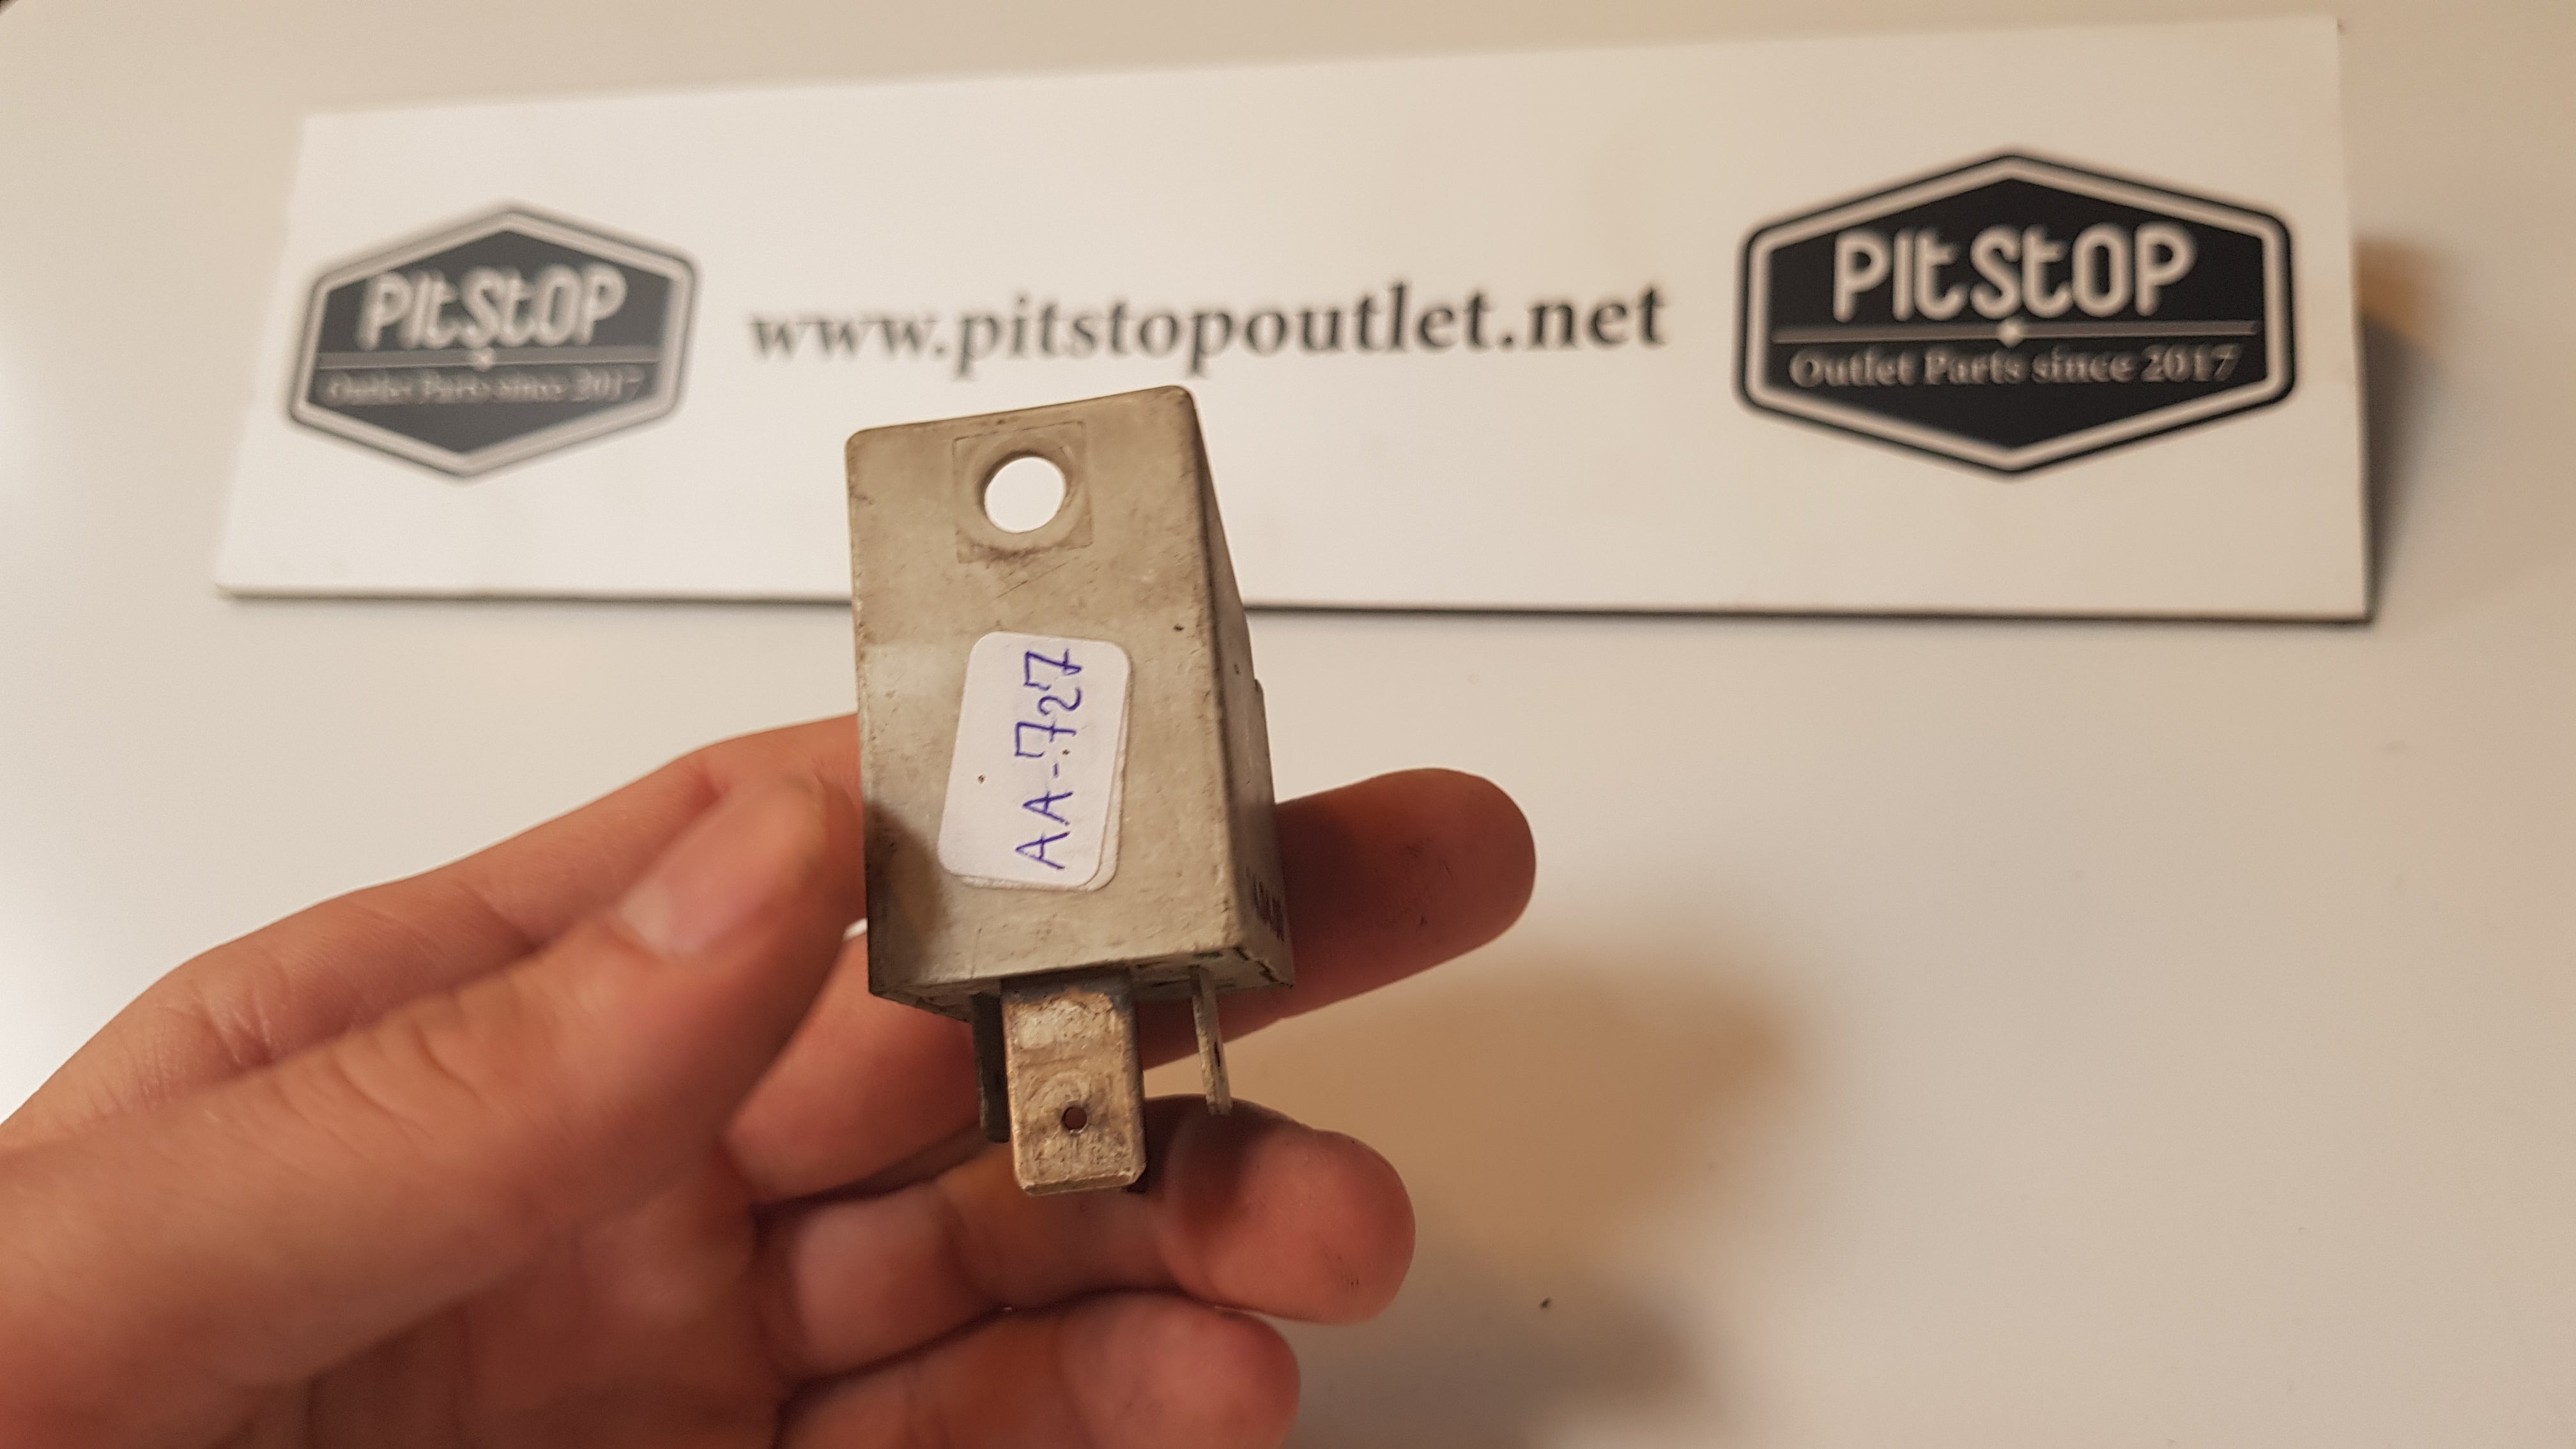 PItStOP
Outlet Parts since 2017
www.pitstopoutlet.net
PItStOP
Outlet Parts since 2017
AA-727